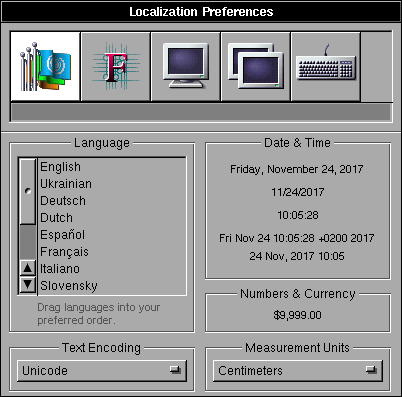 Localization Preferences
F
Language
English
Ukrainian
Deutsch
Dutch
Español
Français
Italiano
Slovensky
Drag languages into your
preferred order.
Date & Time
Friday, November 24, 2017
11/24/2017
10:05:28
Fri Nov 24 10:05:28 +0200 2017
24 Nov, 2017 10:05
Numbers & Currency
$9,999.00
Text Encoding
Unicode
Measurement Units
Centimeters